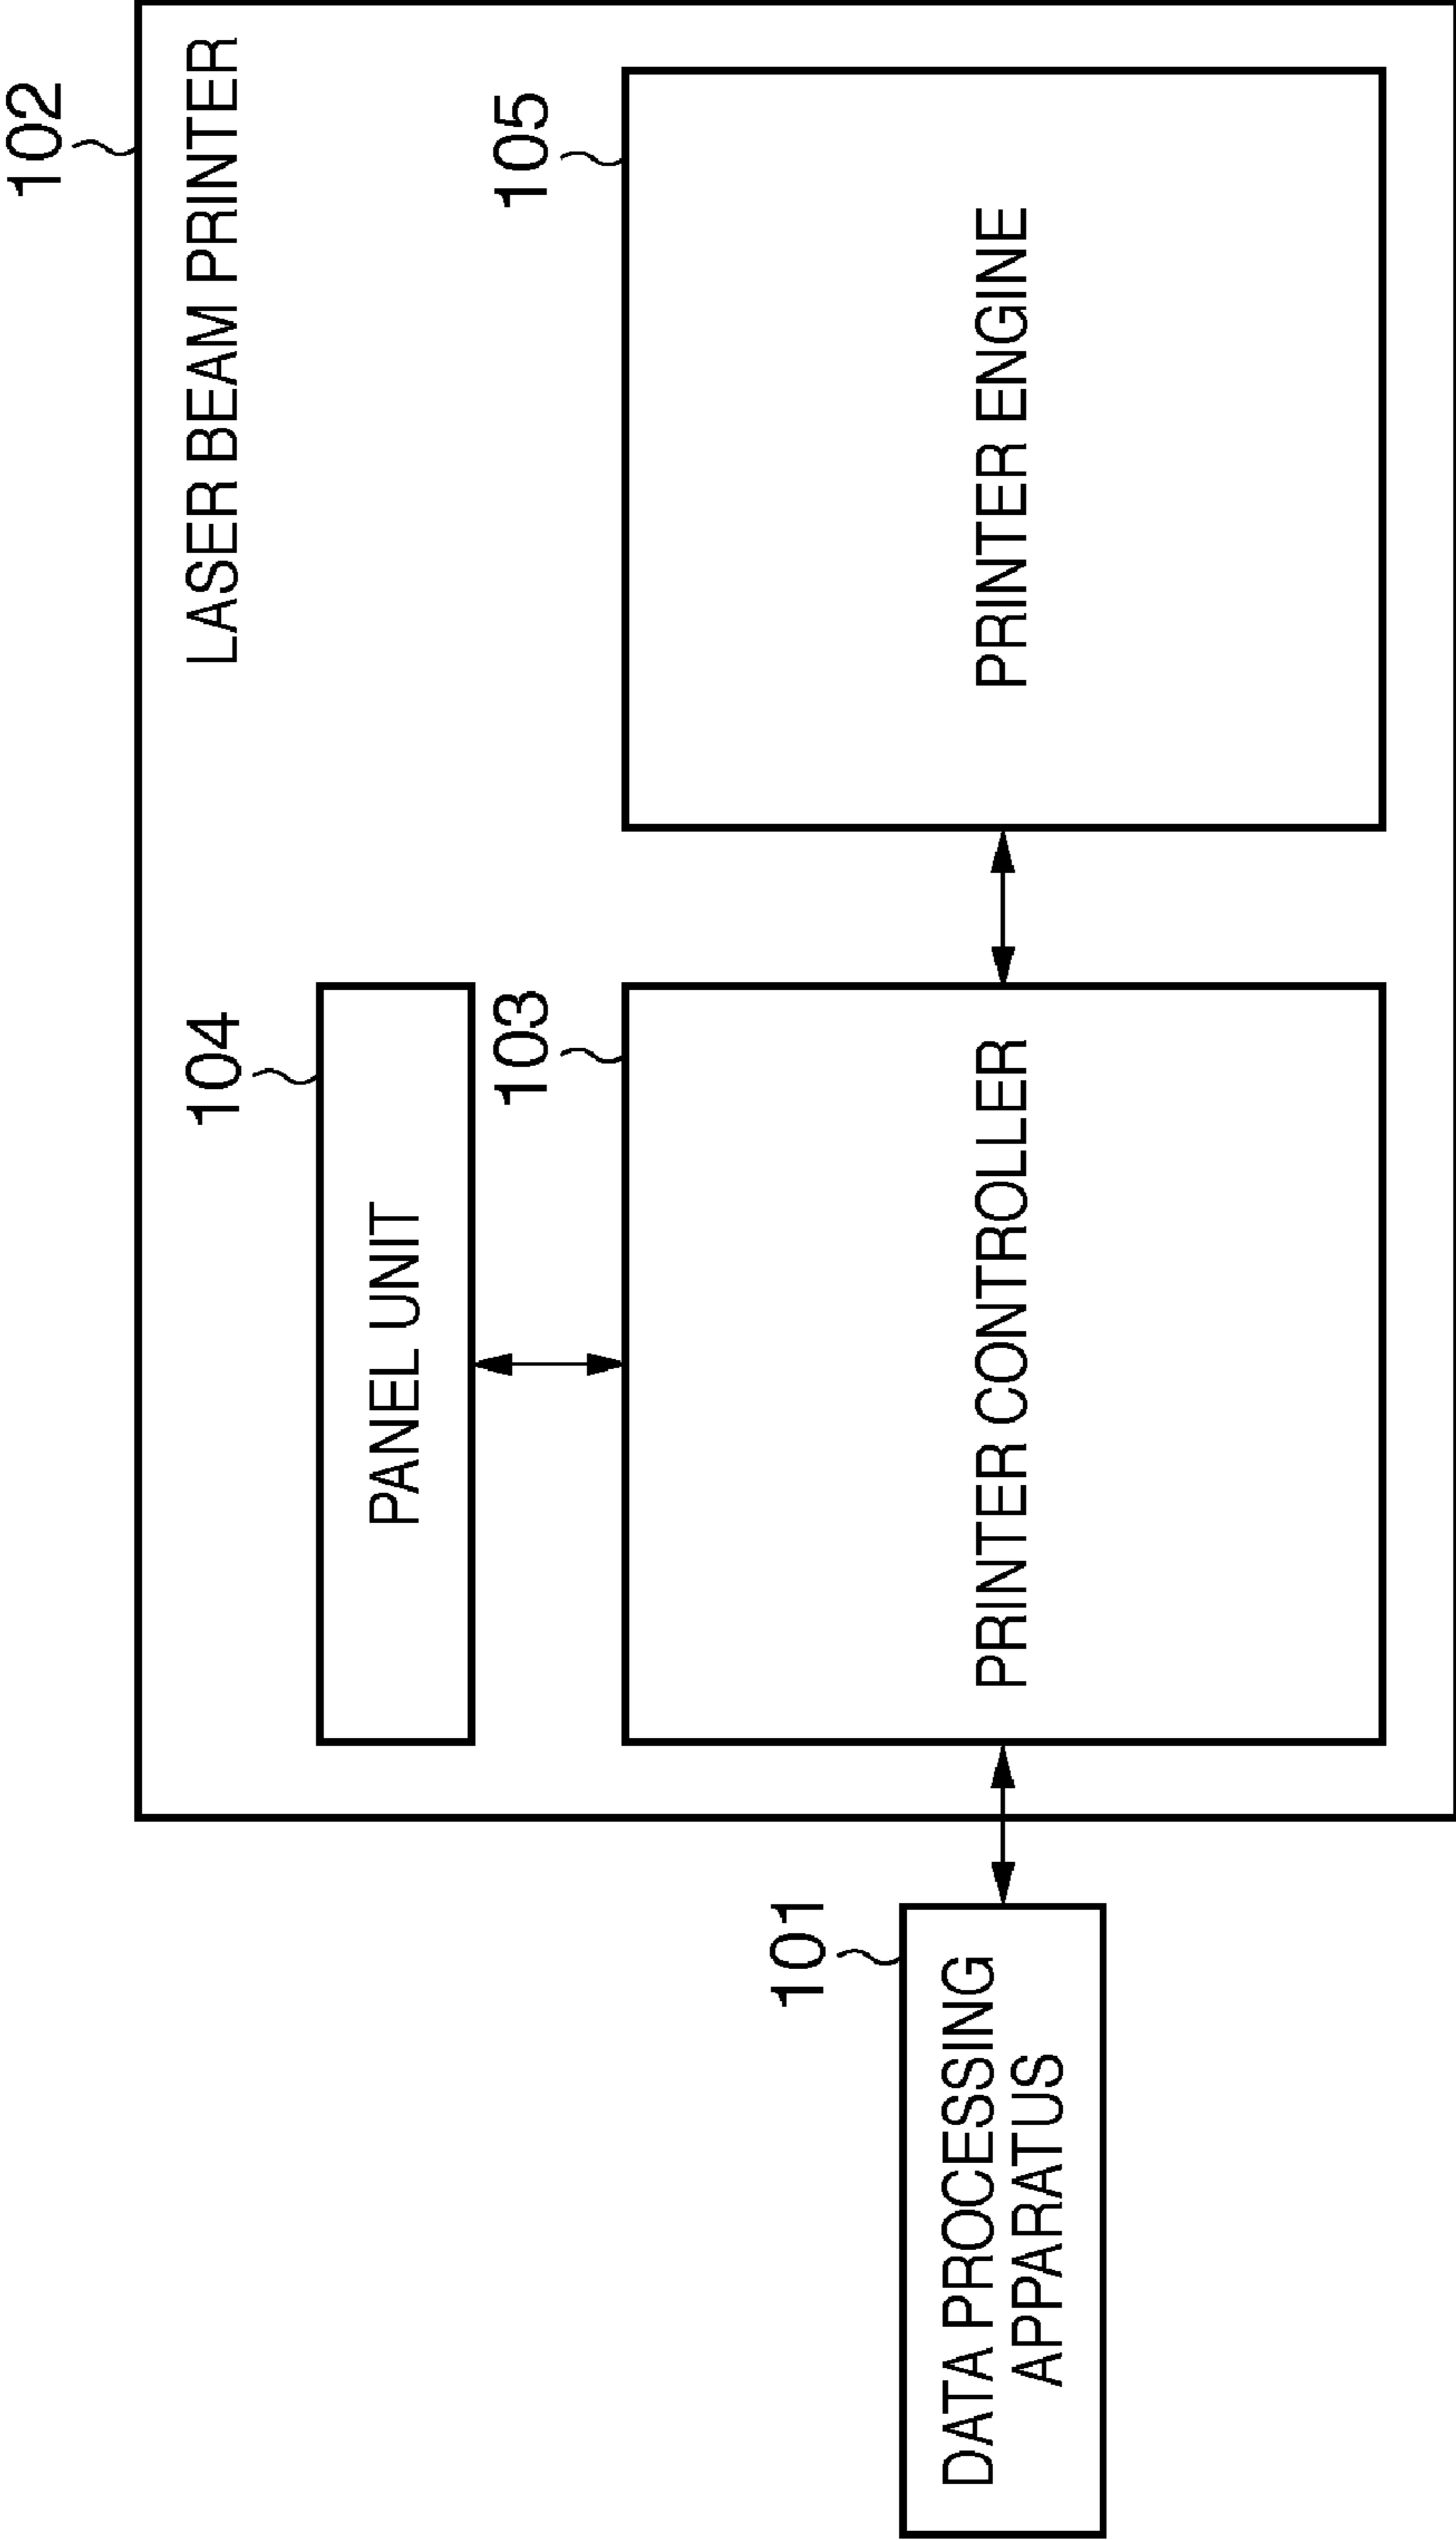 102
LASER BEAM PRINTER
104
PANEL UNIT
103
105
101
DATA PROCESSING
APPARATUS
PRINTER CONTROLLER
PRINTER ENGINE